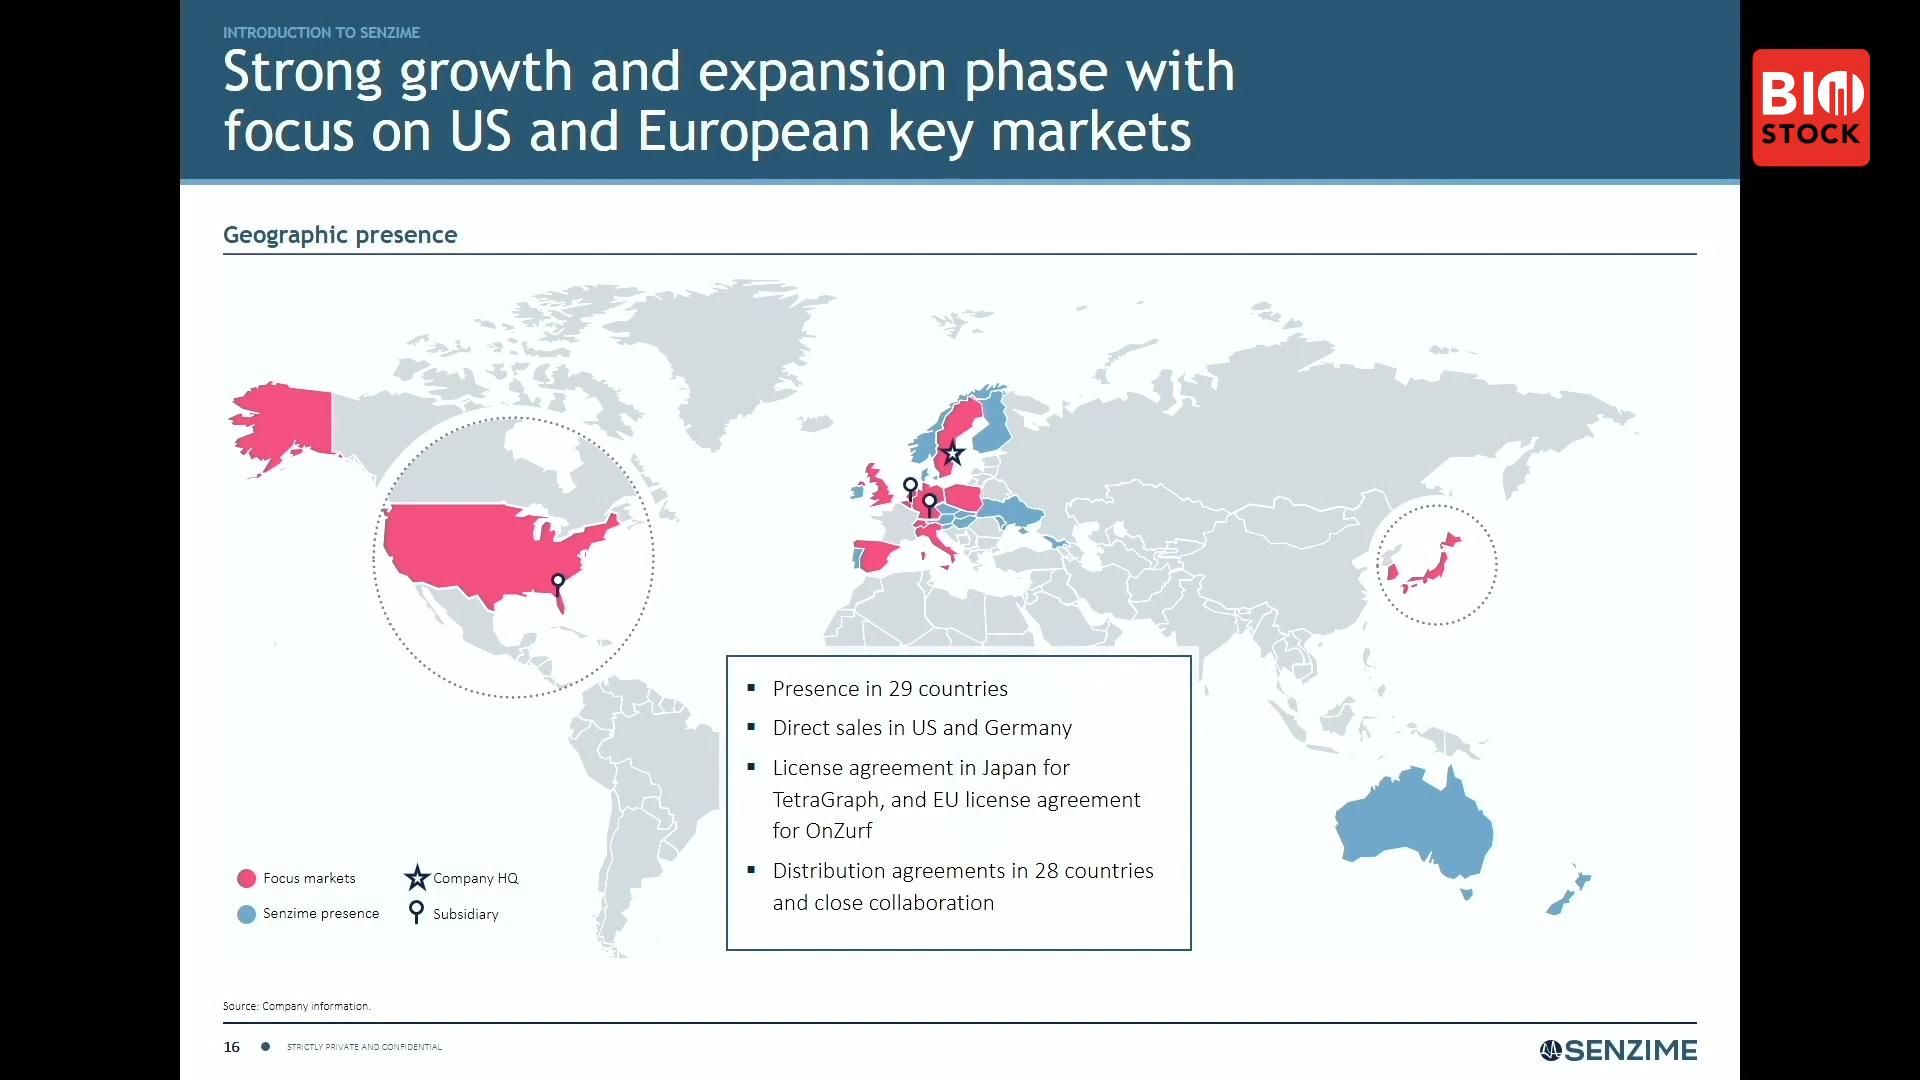 INTRODUCTION TO SENZIME
Strong growth and expansion phase with
focus on US and European key markets
BIO
STOCK
Geographic presence
▪ Presence in 29 countries
▪ Direct sales in US and Germany
▪ License agreement in Japan for
TetraGraph, and EU license agreement
for OnZurf
▪ Distribution agreements in 28 countries
and close collaboration
Focus markets
Company HQ
Senzime presence
Subsidiary
Source: Company information.
16 ● STRICTLY PRIVATE AND CONFIDENTIAL
SENZIME